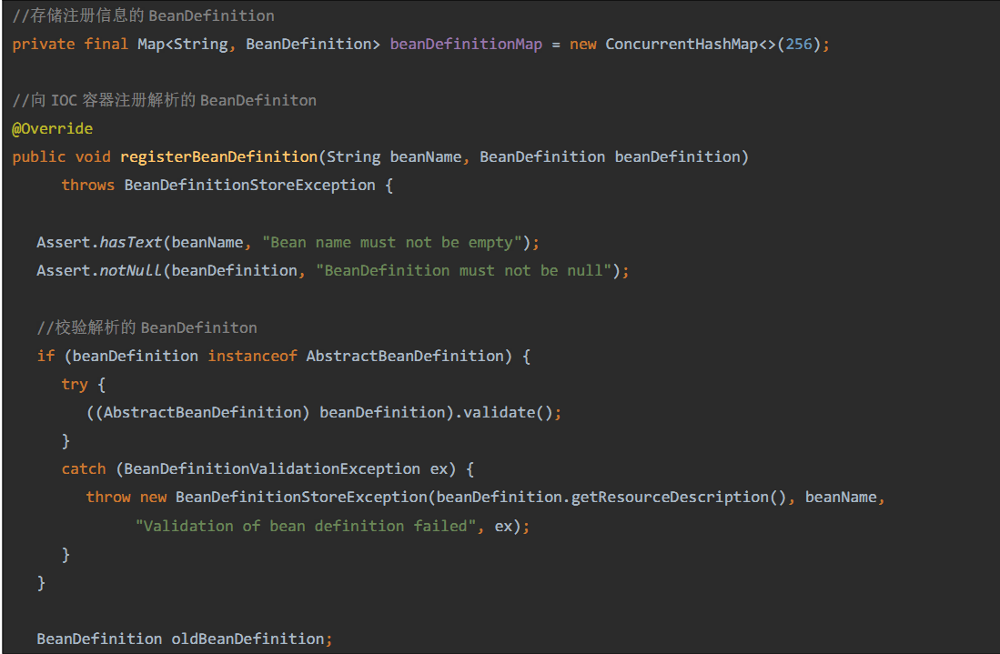 //存储注册信息的 BeanDefinition
private final Map<String, BeanDefinition> beanDefinitionMap = new ConcurrentHashMap<>(256);
//向 IOC 容器注册解析的 BeanDefiniton
@Override
public void registerBeanDefinition(String beanName, BeanDefinition beanDefinition)
throws BeanDefinitionStoreException {
Assert.hasText(beanName, "Bean name must not be empty");
Assert.notNull(beanDefinition, "BeanDefinition must not be null");
//校验解析的 BeanDefiniton
if (beanDefinition instanceof AbstractBeanDefinition) {
try {
((AbstractBeanDefinition) beanDefinition).validate();
}
catch (BeanDefinitionValidationException ex) {
throw new BeanDefinitionStoreException(beanDefinition.getResourceDescription(), beanName,
"Validation of bean definition failed", ex);
}
}
BeanDefinition oldBeanDefinition;